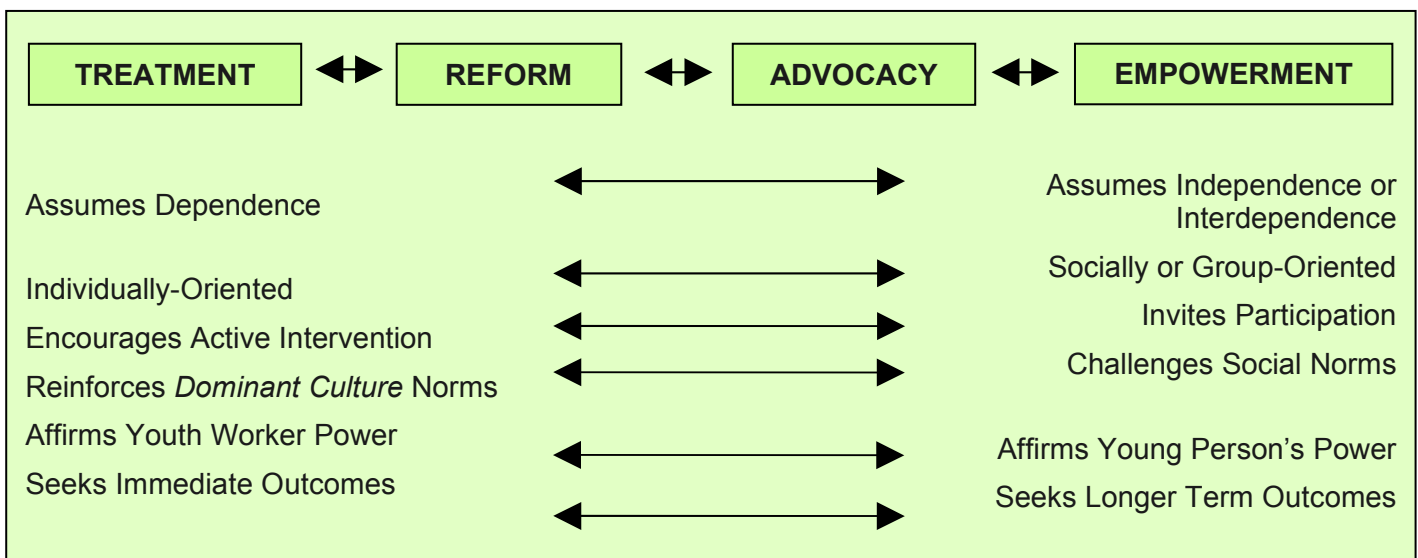 TREATMENT REFORM ADVOCACY EMPOWERMENT
Assumes Dependence
Assumes Independence or
Interdependence
Individually-Oriented
Socially or Group-Oriented
Encourages Active Intervention
Invites Participation
Reinforces Dominant Culture Norms
Challenges Social Norms
Affirms Youth Worker Power
Affirms Young Person’s Power
Seeks Immediate Outcomes
Seeks Longer Term Outcomes